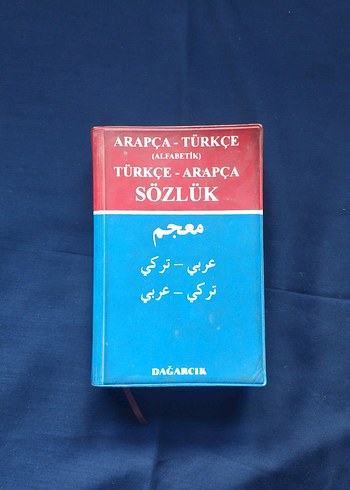 ARAPÇA - TÜRKÇE
(ALFABETİK)
TÜRKÇE - ARAPÇA
SÖZLÜK
معجم
عربي – تركي
تركي – عربي
DAĞARCIK